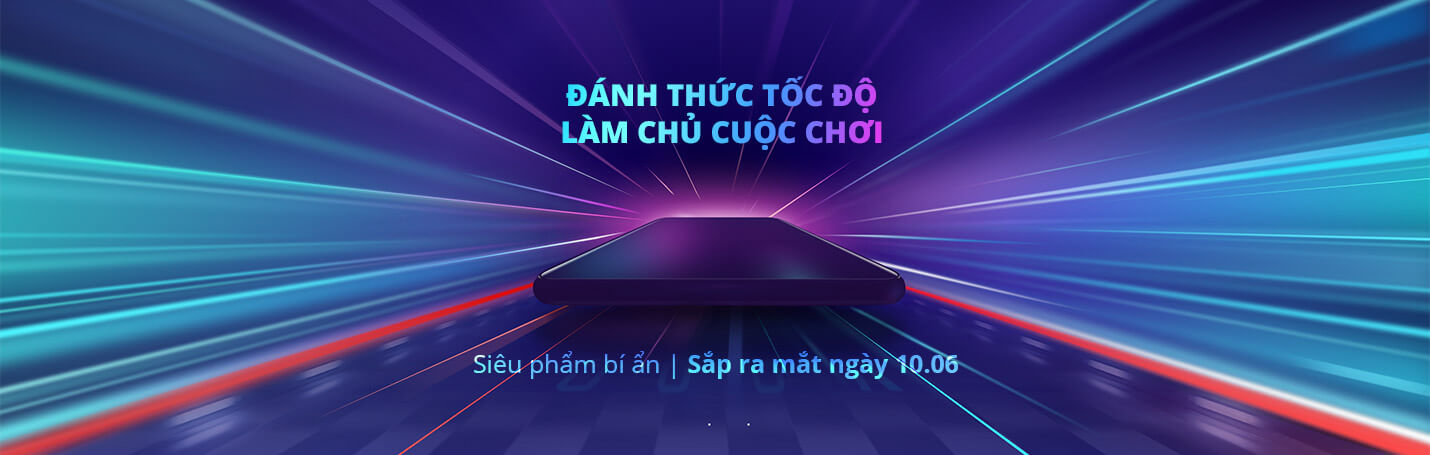 ĐÁNH THỨC TỐC ĐỘ
LÀM CHỦ CUỘC CHƠI
Siêu phẩm bí ẩn | Sắp ra mắt ngày 10.06